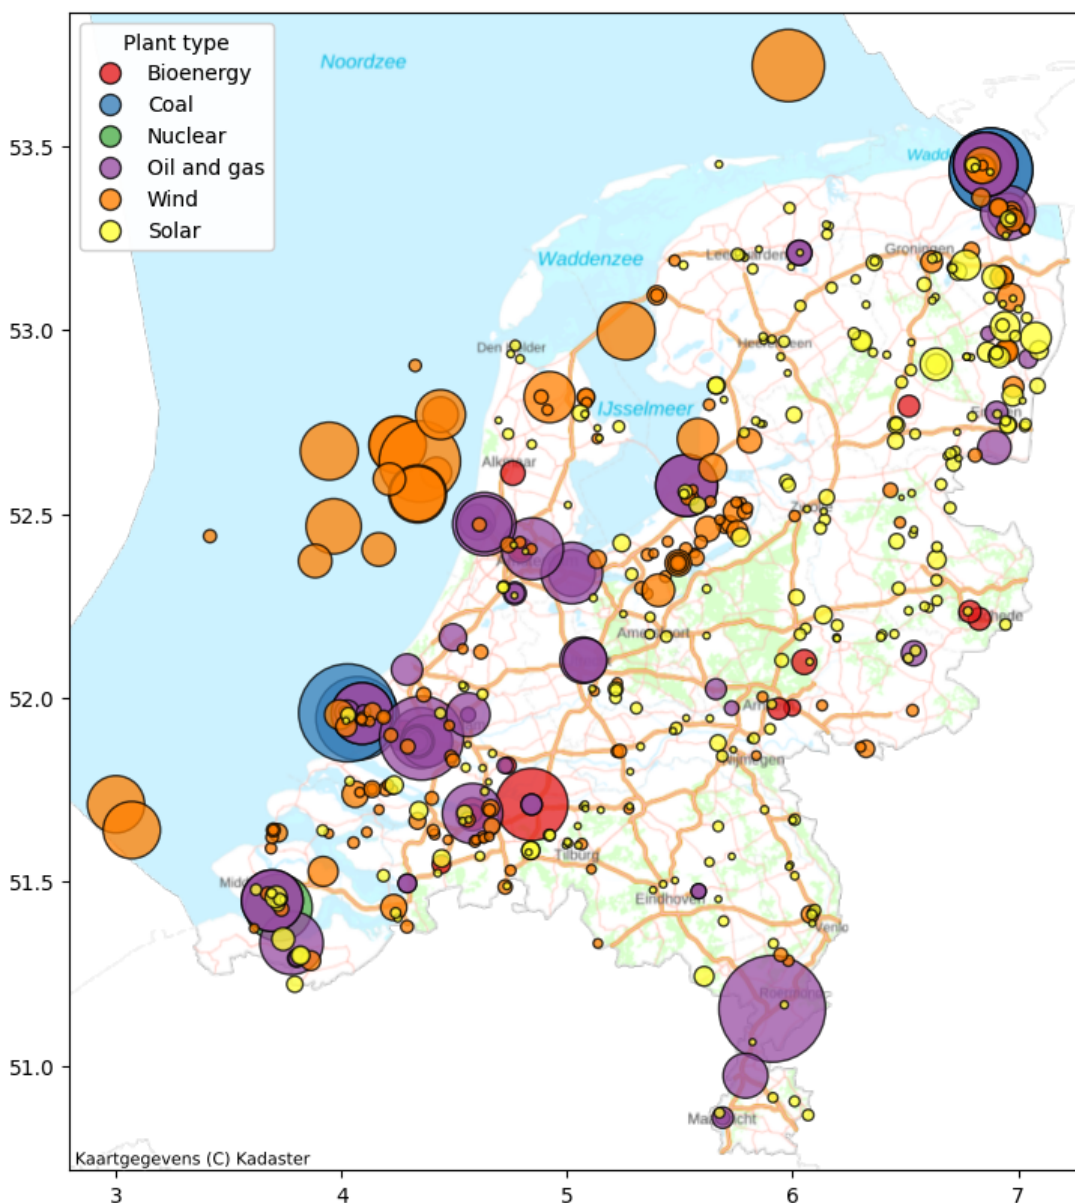 Plant type
Bioenergy
Coal
Nuclear
Oil and gas
Wind
Solar
Noordzee
Waddenzee
IJsselmeer
Groningen
Den Helder
Heerenveen
Alkmaar
Zwolle
Amersfoort
Nijmegen
Tilburg
Eindhoven
Venlo
Roermond
Maastricht
53.5
53.0
52.5
52.0
51.5
51.0
3
4
5
6
7
Kaartgegevens (C) Kadaster